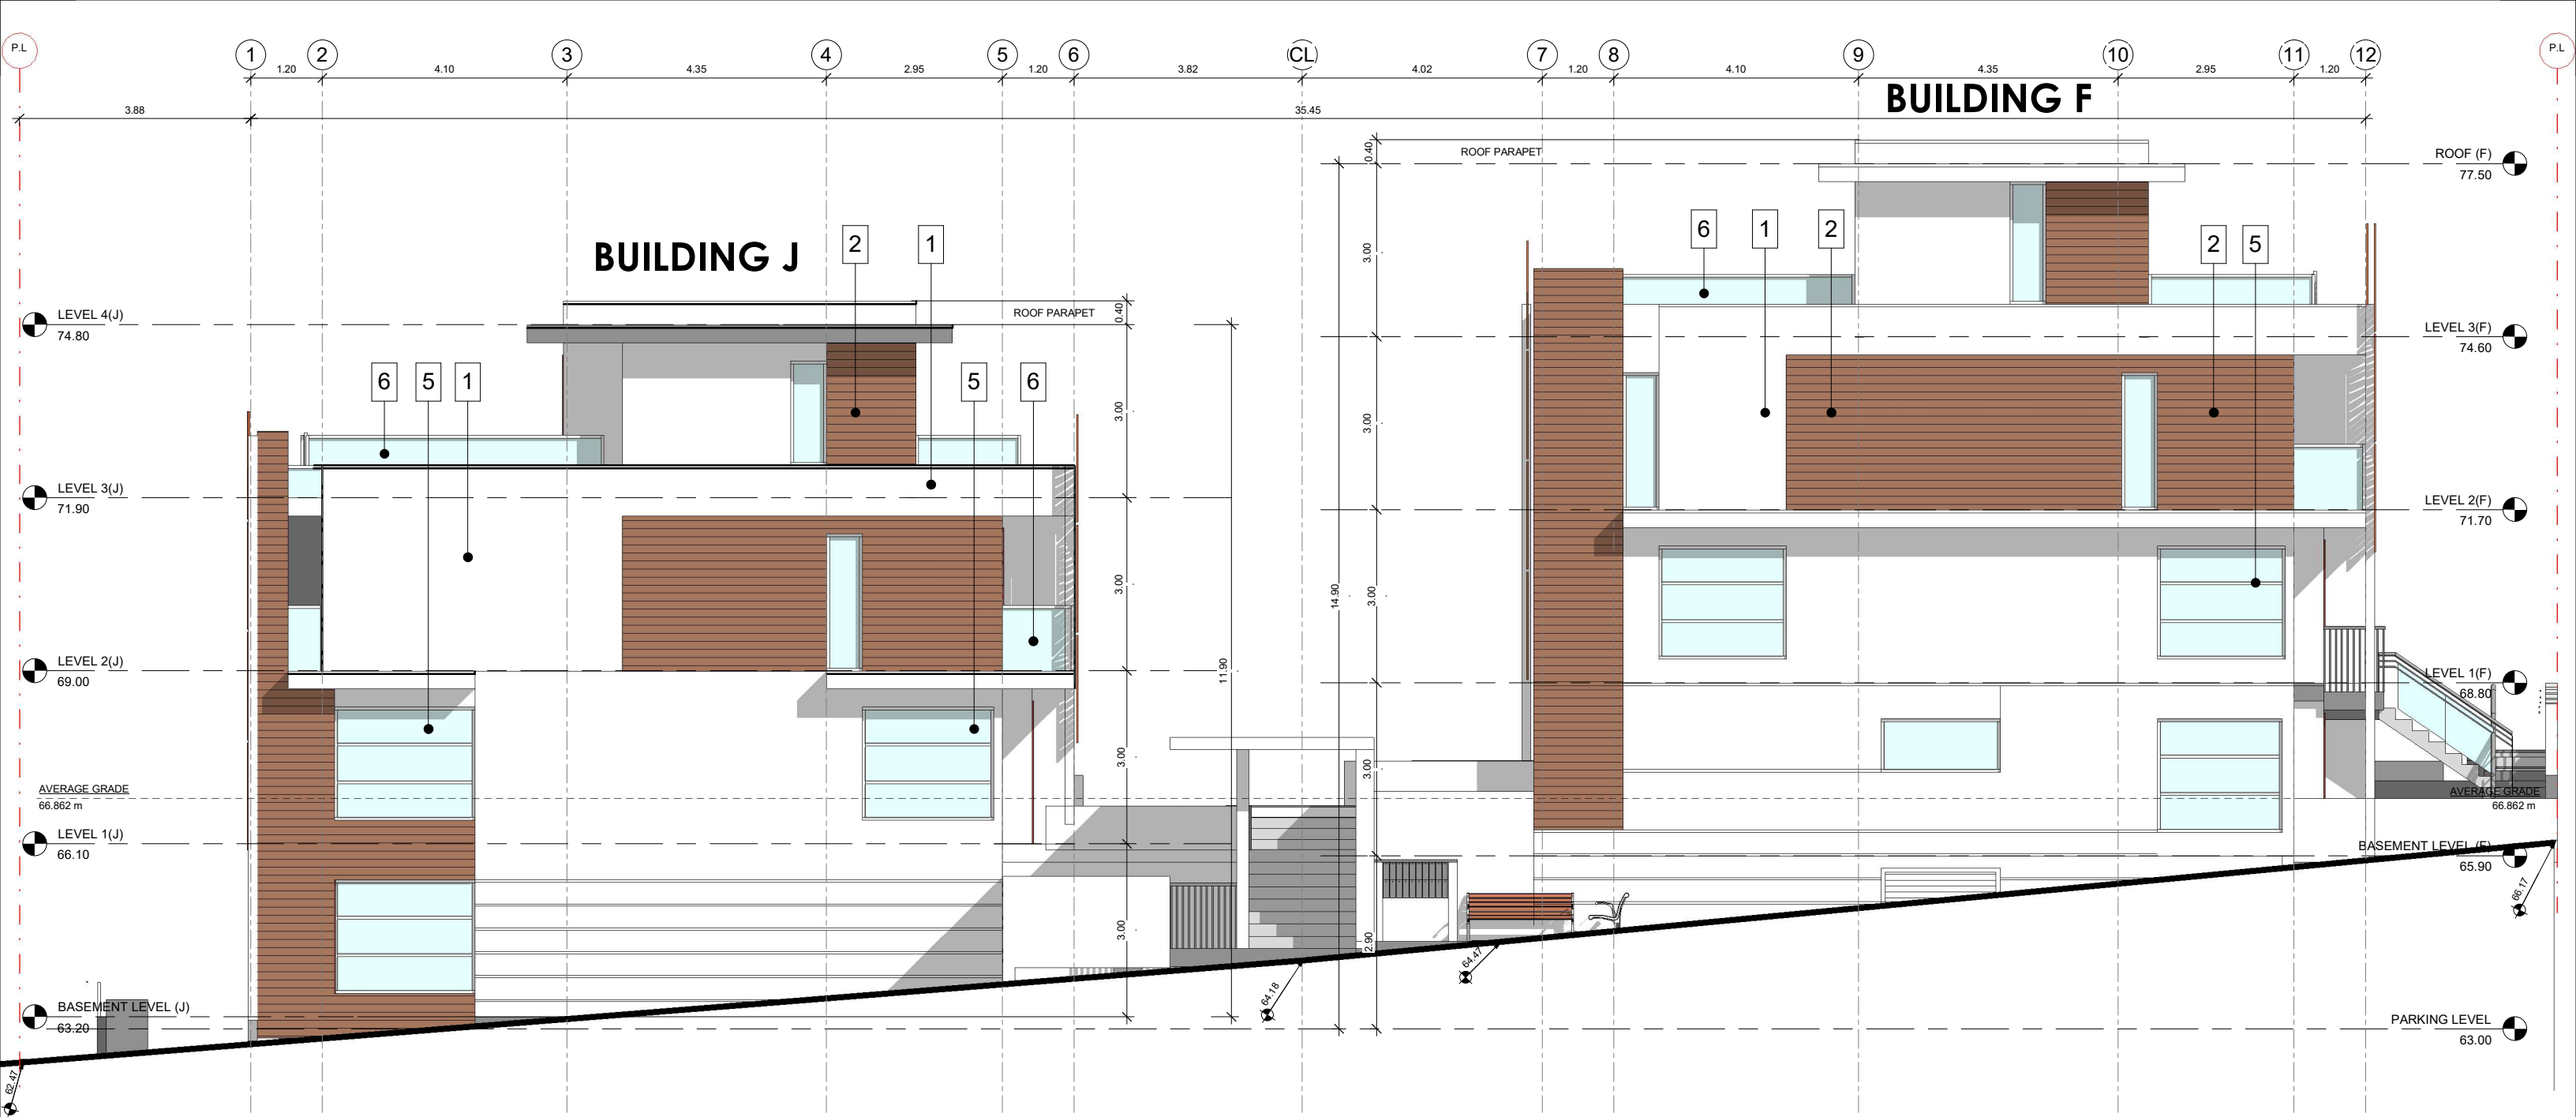 P.L 1 2 3 4 5 6 CL 7 8 9 10 11 12 P.L
1.20 4.10 4.35 2.95 1.20 3.82 4.02 1.20 4.10 4.35 2.95 1.20
3.88 35.45
BUILDING F
ROOF PARAPET
0.40
ROOF (F)
77.50
6 1 2 2 5
BUILDING J
2 1
3.00
ROOF PARAPET
0.40
LEVEL 4(J)
74.80
LEVEL 3(F)
74.60
6 5 1 5 6
3.00
3.00
LEVEL 3(J)
71.90
LEVEL 2(F)
71.70
3.00
14.90
3.00
LEVEL 2(J)
69.00
11.90
LEVEL 1(F)
68.80
3.00
3.00
AVERAGE GRADE
66.862 m
AVERAGE GRADE
66.862 m
LEVEL 1(J)
66.10
BASEMENT LEVEL (F)
65.90
66.17
3.00
2.90
64.47
64.18
BASEMENT LEVEL (J)
63.20
PARKING LEVEL
63.00
62.47